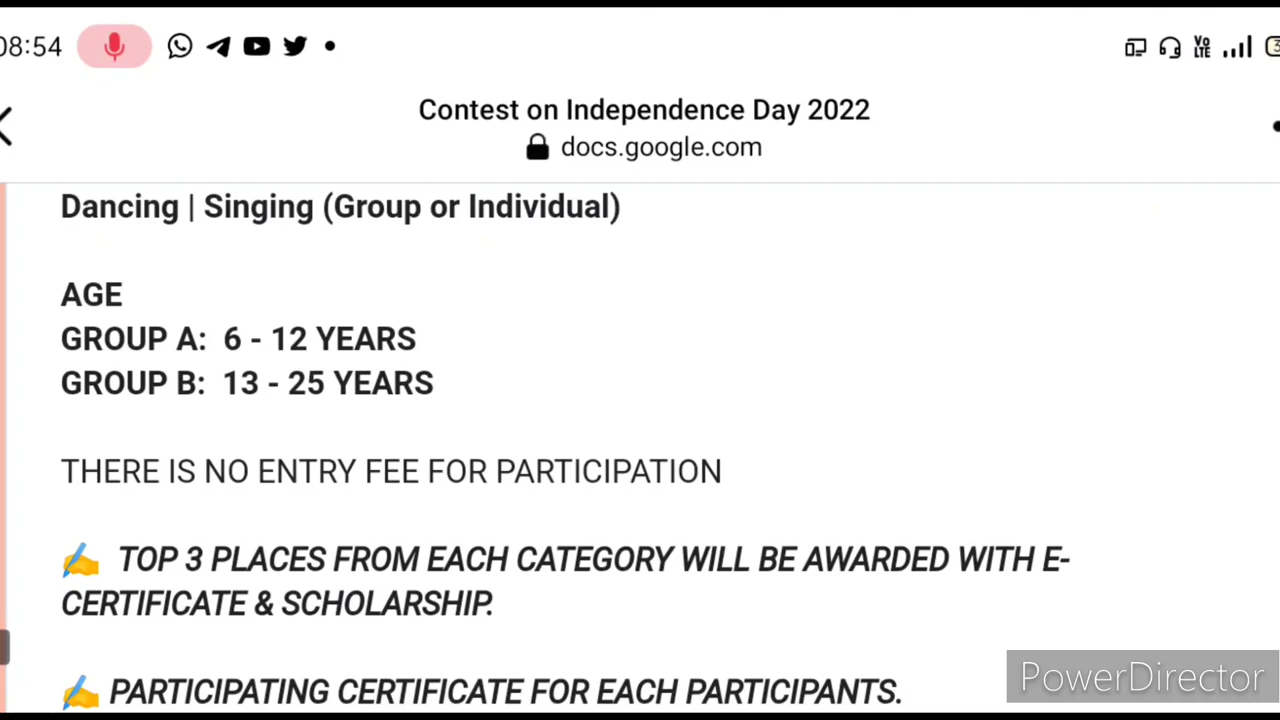 08:54
Contest on Independence Day 2022
docs.google.com
Dancing | Singing (Group or Individual)
AGE
GROUP A: 6 - 12 YEARS
GROUP B: 13 - 25 YEARS
THERE IS NO ENTRY FEE FOR PARTICIPATION
✍ TOP 3 PLACES FROM EACH CATEGORY WILL BE AWARDED WITH E-
CERTIFICATE & SCHOLARSHIP.
✍ PARTICIPATING CERTIFICATE FOR EACH PARTICIPANTS.
PowerDirector